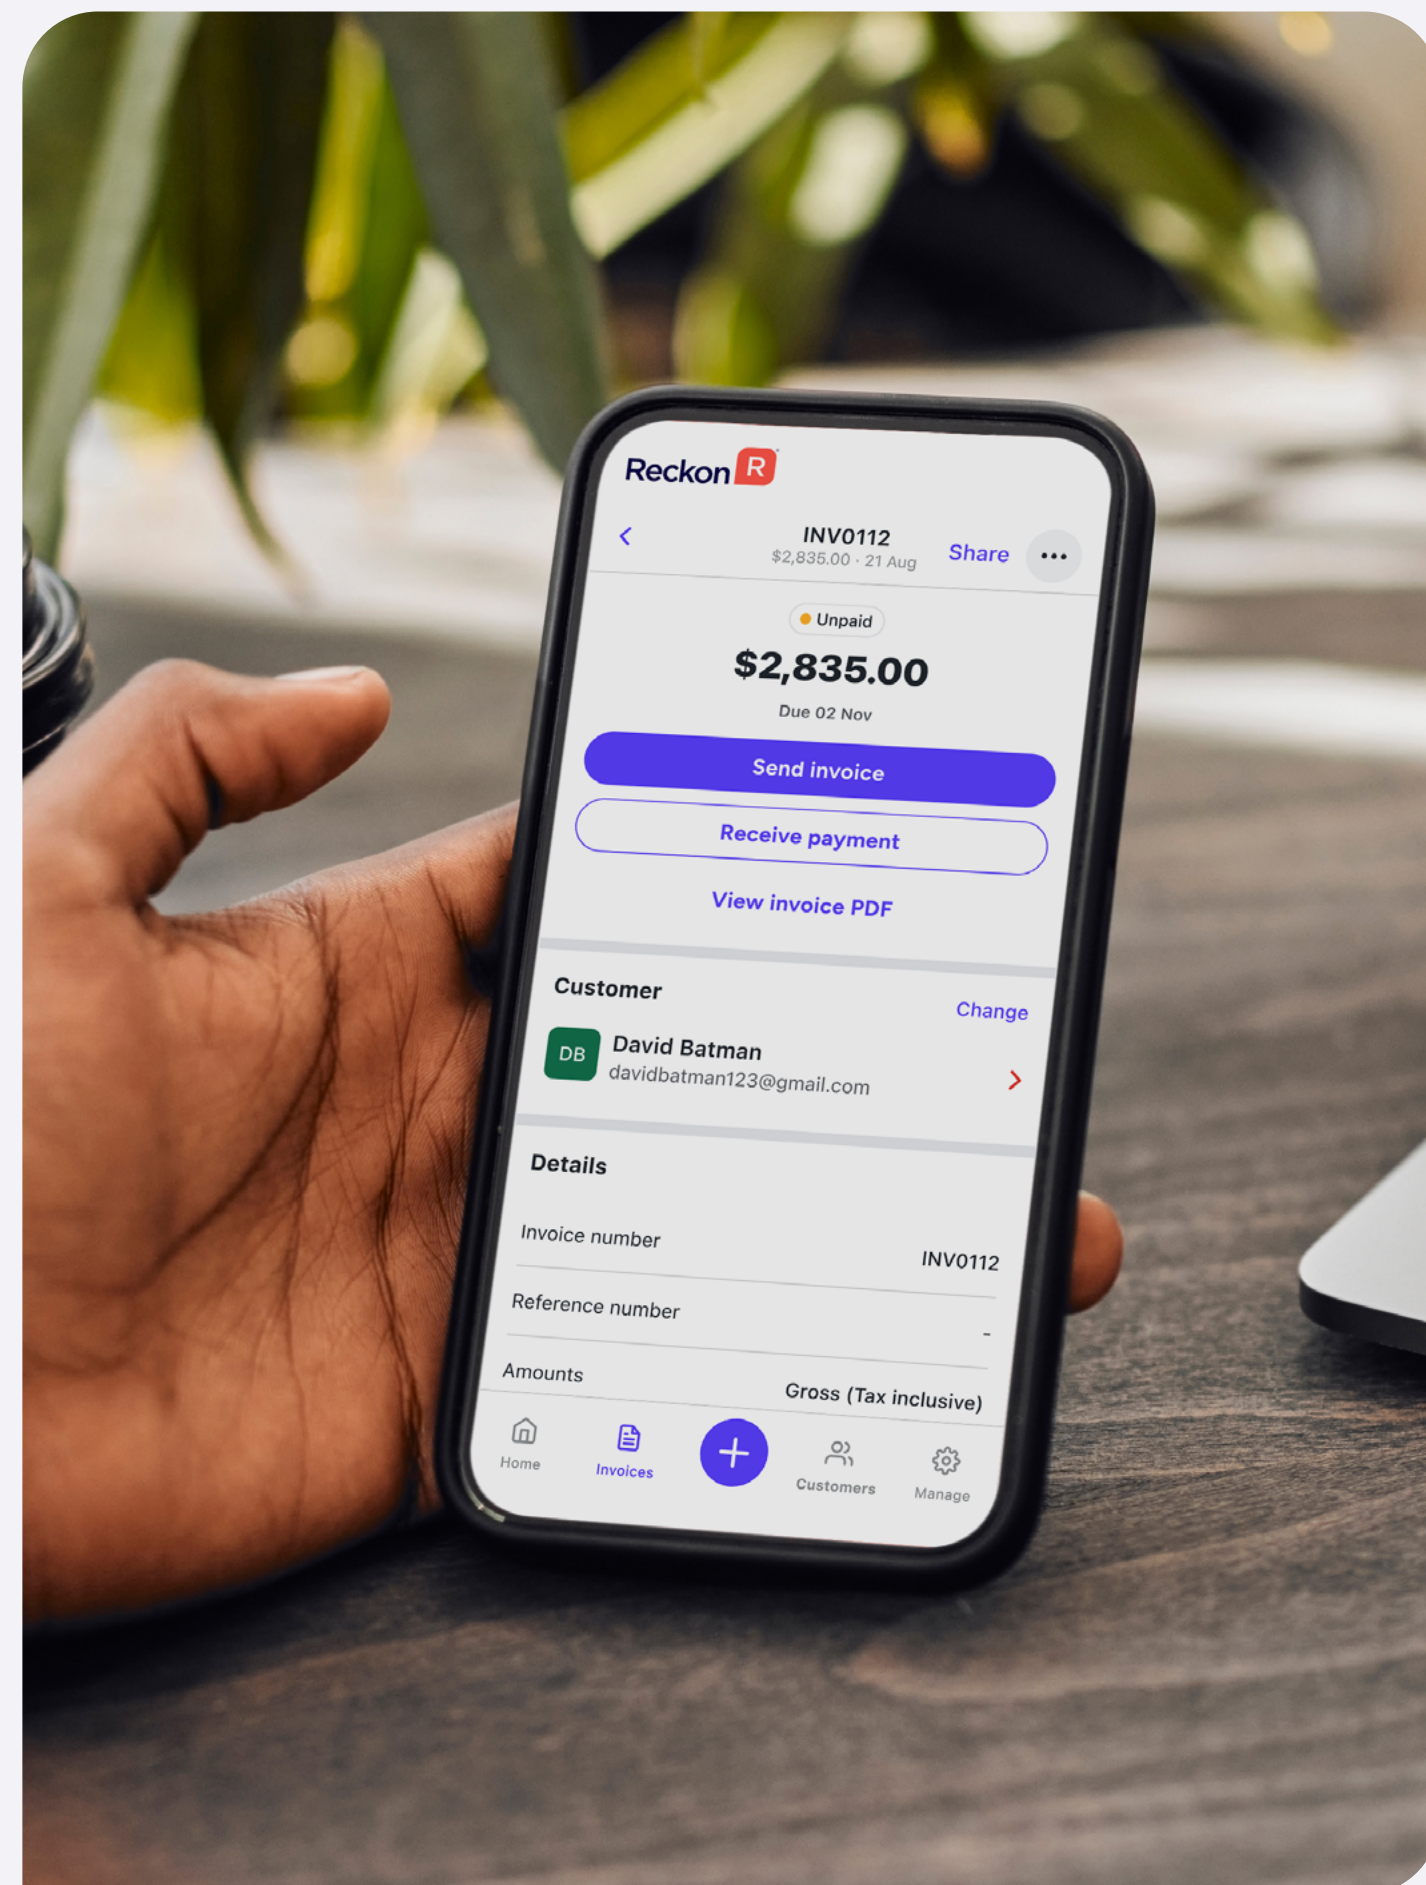 Reckon R
INV0112
$2,835.00 · 21 Aug
Share
Unpaid
$2,835.00
Due 02 Nov
Send invoice
Receive payment
View invoice PDF
Customer
Change
DB
David Batman
davidbatman123@gmail.com
Details
Invoice number
INV0112
Reference number
-
Amounts
Gross (Tax inclusive)
Home
Invoices
Customers
Manage